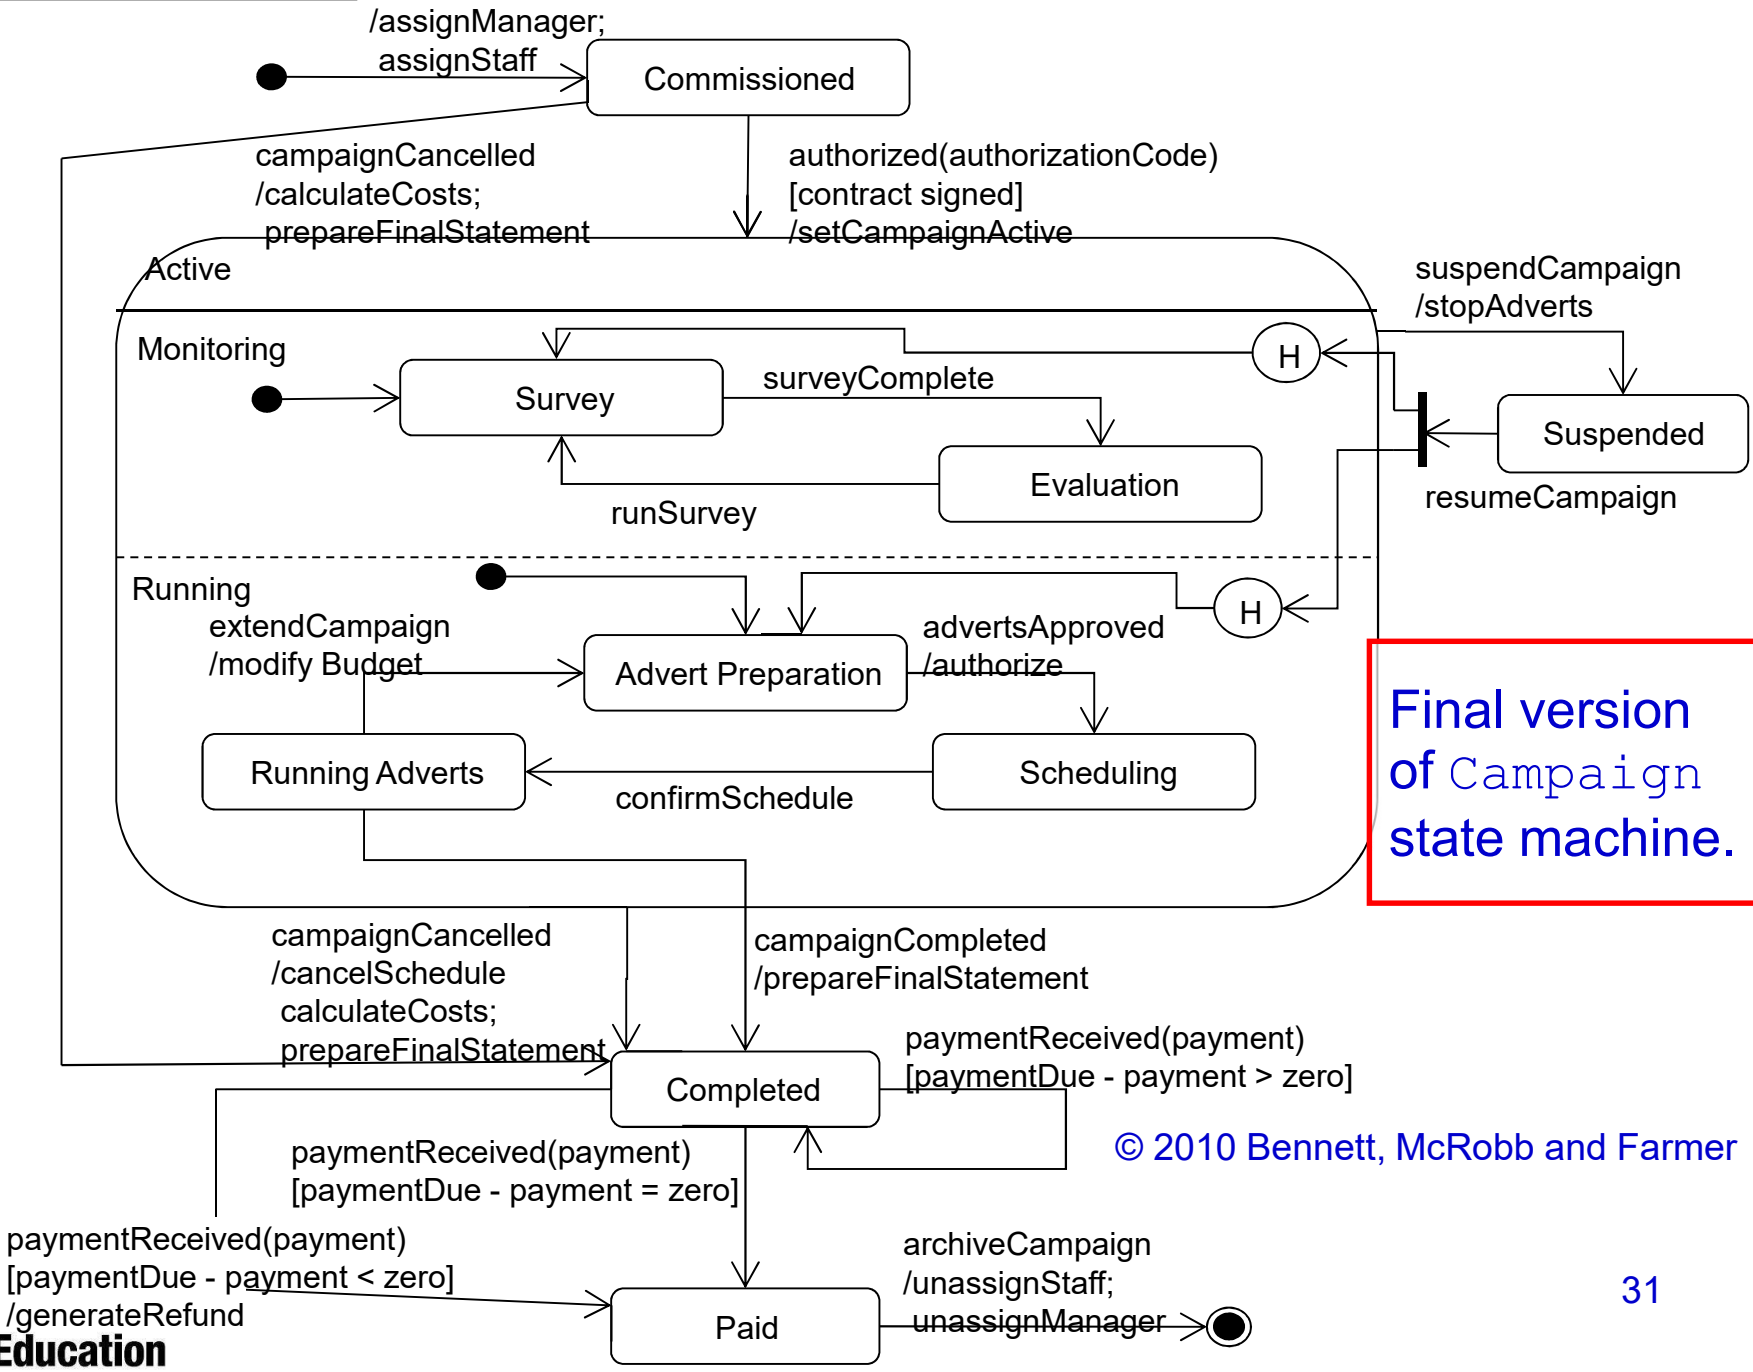 /assignManager;
assignStaff
Commissioned
campaignCancelled
/calculateCosts;
prepareFinalStatement
authorized(authorizationCode)
[contract signed]
/setCampaignActive
Active
suspendCampaign
/stopAdverts
Monitoring
H
Survey
surveyComplete
Suspended
Evaluation
resumeCampaign
runSurvey
Running
H
extendCampaign
/modify Budget
Advert Preparation
advertsApproved
/authorize
Running Adverts
Scheduling
confirmSchedule
Final version
of Campaign
state machine.
campaignCancelled
/cancelSchedule
calculateCosts;
prepareFinalStatement
campaignCompleted
/prepareFinalStatement
Completed
paymentReceived(payment)
[paymentDue - payment > zero]
© 2010 Bennett, McRobb and Farmer
paymentReceived(payment)
[paymentDue - payment = zero]
paymentReceived(payment)
[paymentDue - payment < zero]
/generateRefund
Paid
archiveCampaign
/unassignStaff;
unassignManager
31
Education